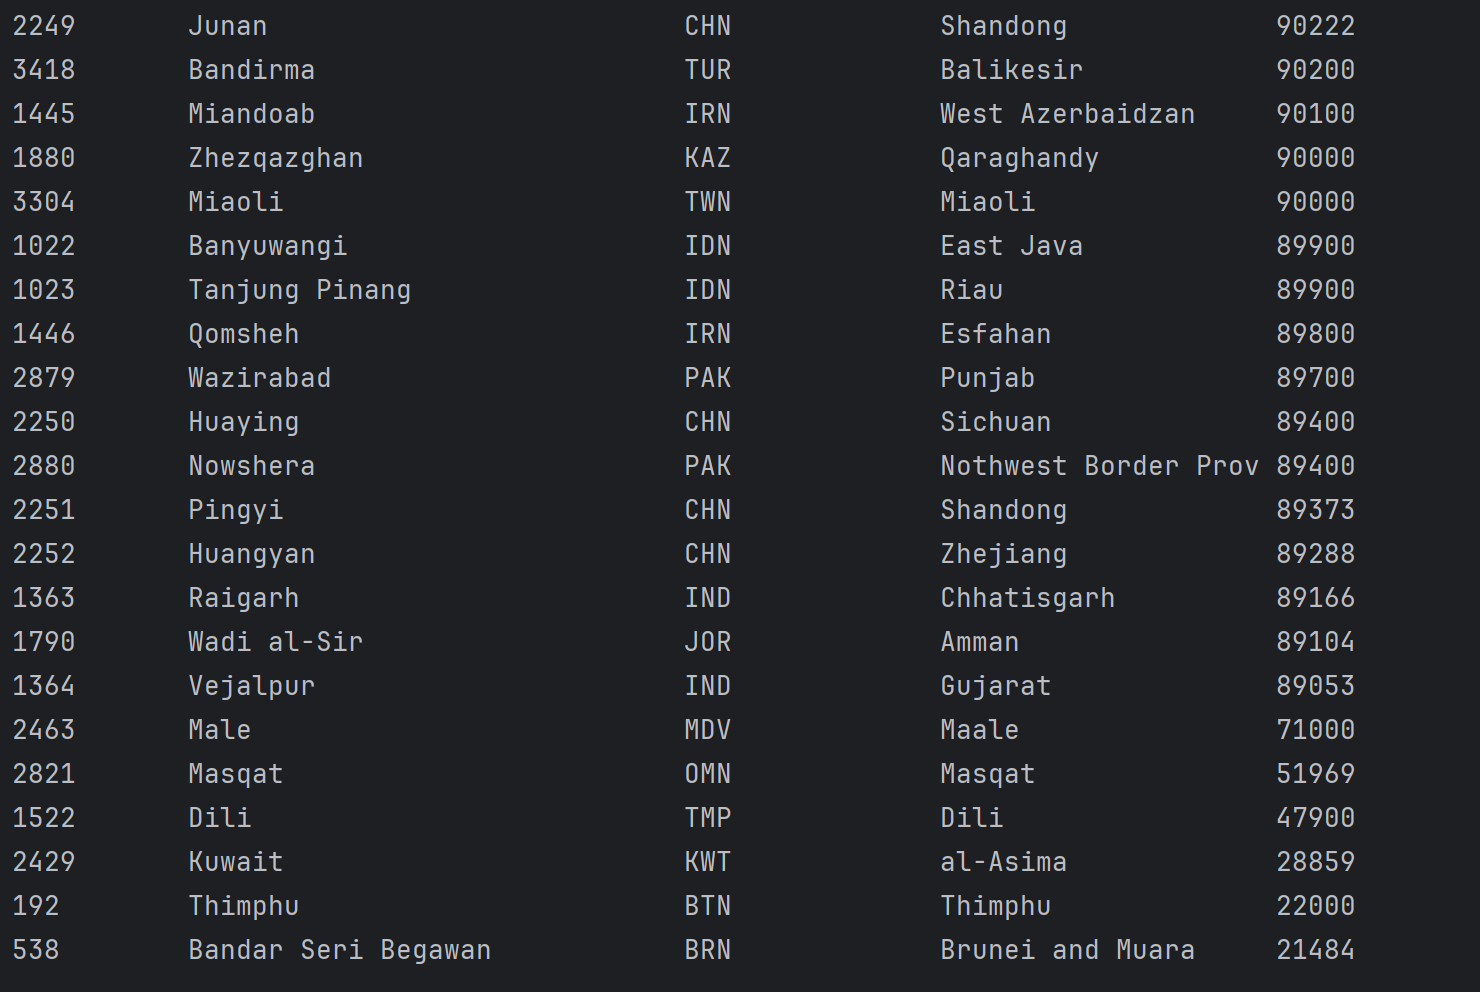 2249 Junan CHN Shandong 90222
3418 Bandirma TUR Balikesir 90200
1445 Miandoab IRN West Azerbaidzan 90100
1880 Zhezqazghan KAZ Qaraghandy 90000
3304 Miaoli TWN Miaoli 90000
1022 Banyuwangi IDN East Java 89900
1023 Tanjung Pinang IDN Riau 89900
1446 Qomsheh IRN Esfahan 89800
2879 Wazirabad PAK Punjab 89700
2250 Huaying CHN Sichuan 89400
2880 Nowshera PAK Nothwest Border Prov 89400
2251 Pingyi CHN Shandong 89373
2252 Huangyan CHN Zhejiang 89288
1363 Raigarh IND Chhatisgarh 89166
1790 Wadi al-Sir JOR Amman 89104
1364 Vejalpur IND Gujarat 89053
2463 Male MDV Maale 71000
2821 Masqat OMN Masqat 51969
1522 Dili TMP Dili 47900
2429 Kuwait KWT al-Asima 28859
192 Thimphu BTN Thimphu 22000
538 Bandar Seri Begawan BRN Brunei and Muara 21484